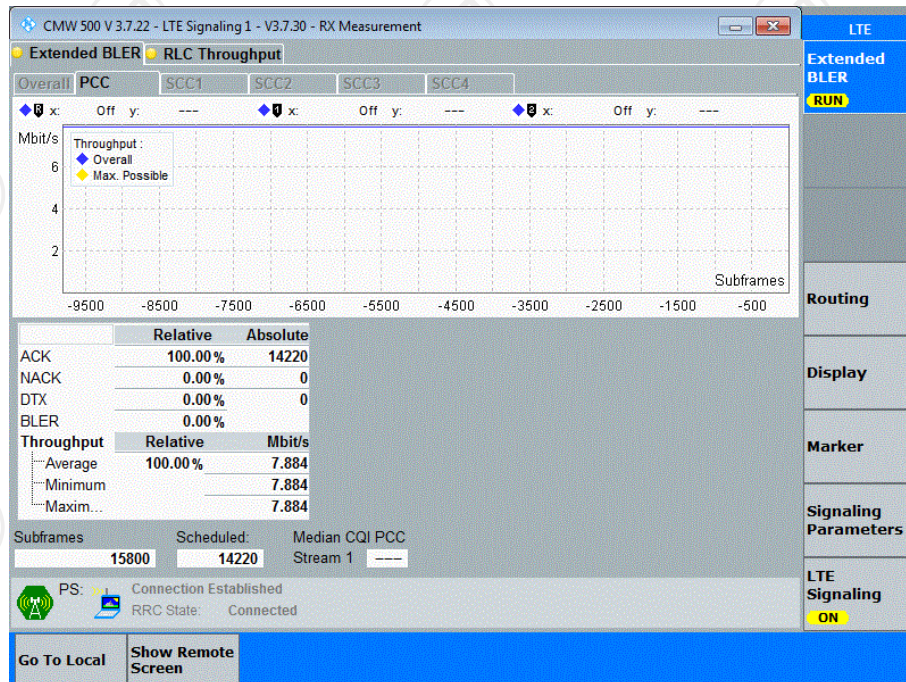 CMW 500 V 3.7.22 - LTE Signaling 1 - V3.7.30 - RX Measurement
LTE
Extended BLER RLC Throughput
Extended
BLER
RUN
Overall PCC SCC1 SCC2 SCC3 SCC4
R x: Off y: --- 1 x: Off y: --- 2 x: Off y: ---
Mbit/s
Throughput :
Overall
Max. Possible
6
4
2
Subframes
-9500 -8500 -7500 -6500 -5500 -4500 -3500 -2500 -1500 -500
Routing
Display
Marker
Signaling
Parameters
LTE
Signaling
ON
Relative Absolute
ACK 100.00 % 14220
NACK 0.00 % 0
DTX 0.00 % 0
BLER 0.00 %
Throughput Relative Mbit/s
Average 100.00 % 7.884
Minimum 7.884
Maxim... 7.884
Subframes Scheduled: Median CQI PCC
15800 14220 Stream 1 ---
PS: Connection Established
RRC State: Connected
Go To Local
Show Remote
Screen